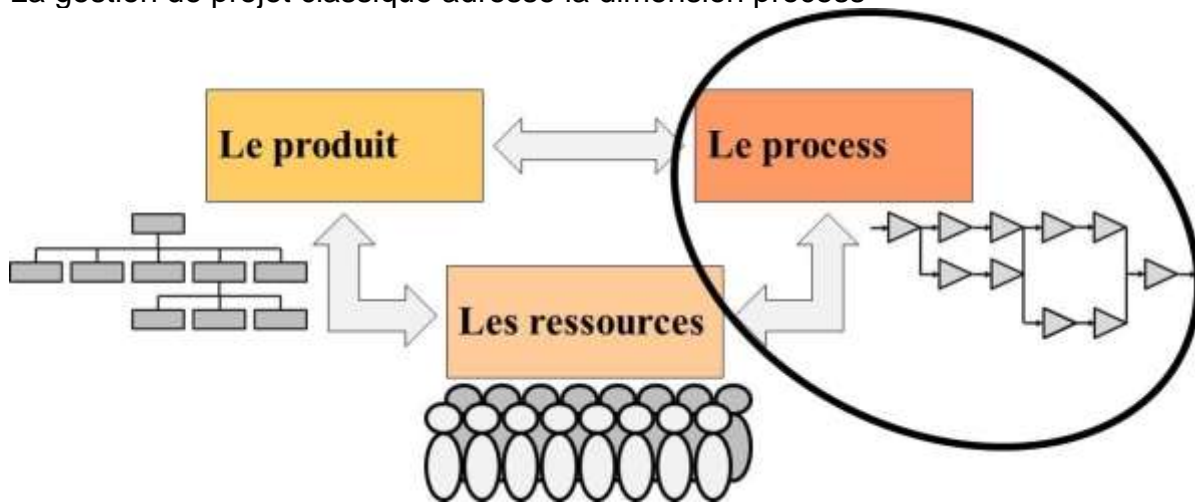 La gestion de projet classique adresse la dimension process
Le produit
Le process
Les ressources